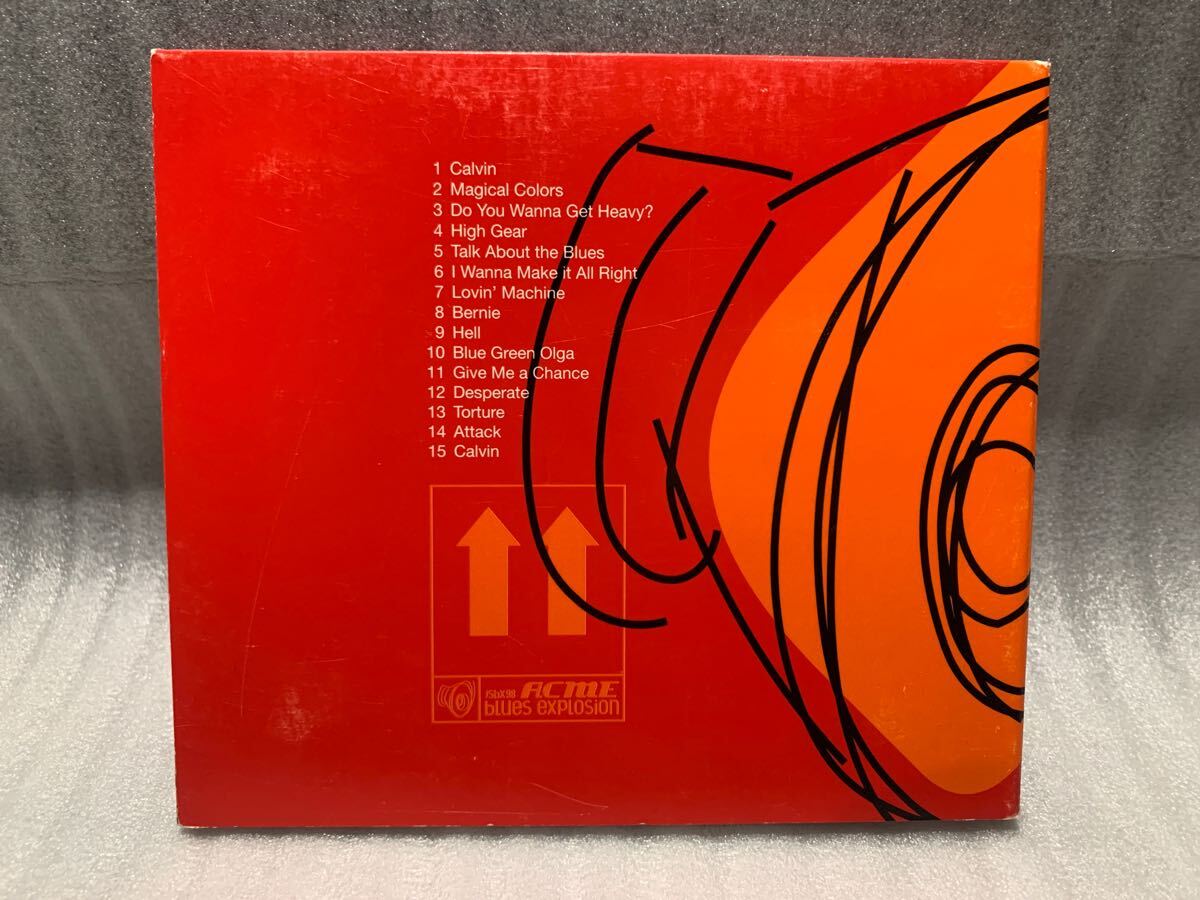 1 Calvin
2 Magical Colors
3 Do You Wanna Get Heavy?
4 High Gear
5 Talk About the Blues
6 I Wanna Make it All Right
7 Lovin' Machine
8 Bernie
9 Hell
10 Blue Green Olga
11 Give Me a Chance
12 Desperate
13 Torture
14 Attack
15 Calvin
jSbX98 ACME
bLUES EXPLOSION